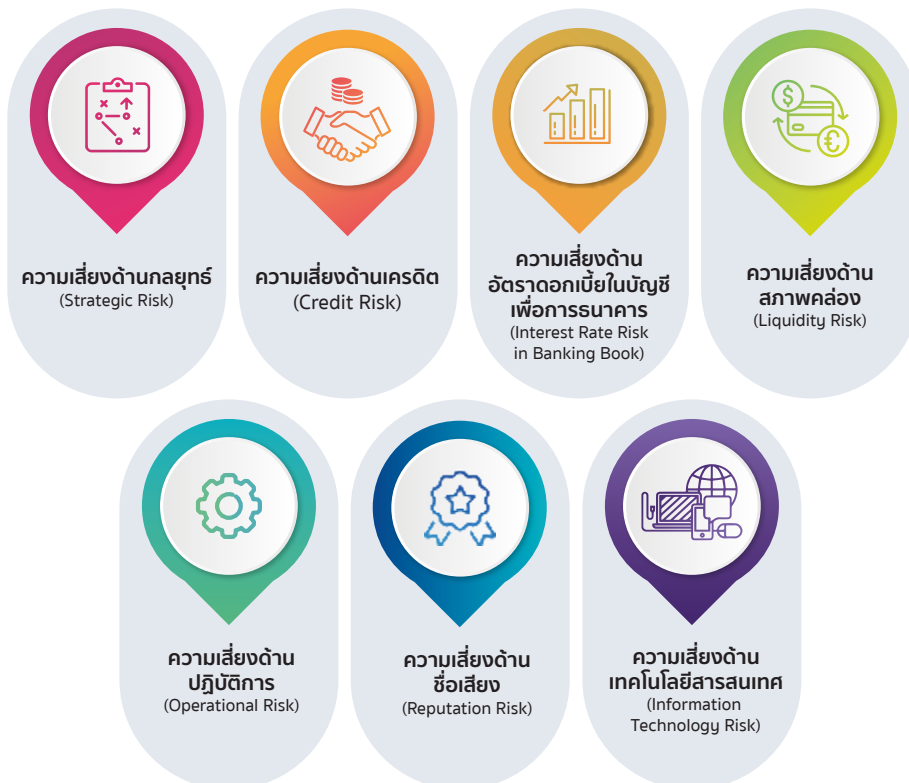 ความเสี่ยงด้านกลยุทธ์
(Strategic Risk)
ความเสี่ยงด้านเครดิต
(Credit Risk)
ความเสี่ยงด้าน
อัตราดอกเบี้ยในบัญชี
เพื่อการธนาคาร
(Interest Rate Risk
in Banking Book)
ความเสี่ยงด้าน
สภาพคล่อง
(Liquidity Risk)
ความเสี่ยงด้าน
ปฏิบัติการ
(Operational Risk)
ความเสี่ยงด้าน
ชื่อเสียง
(Reputation Risk)
ความเสี่ยงด้าน
เทคโนโลยีสารสนเทศ
(Information
Technology Risk)